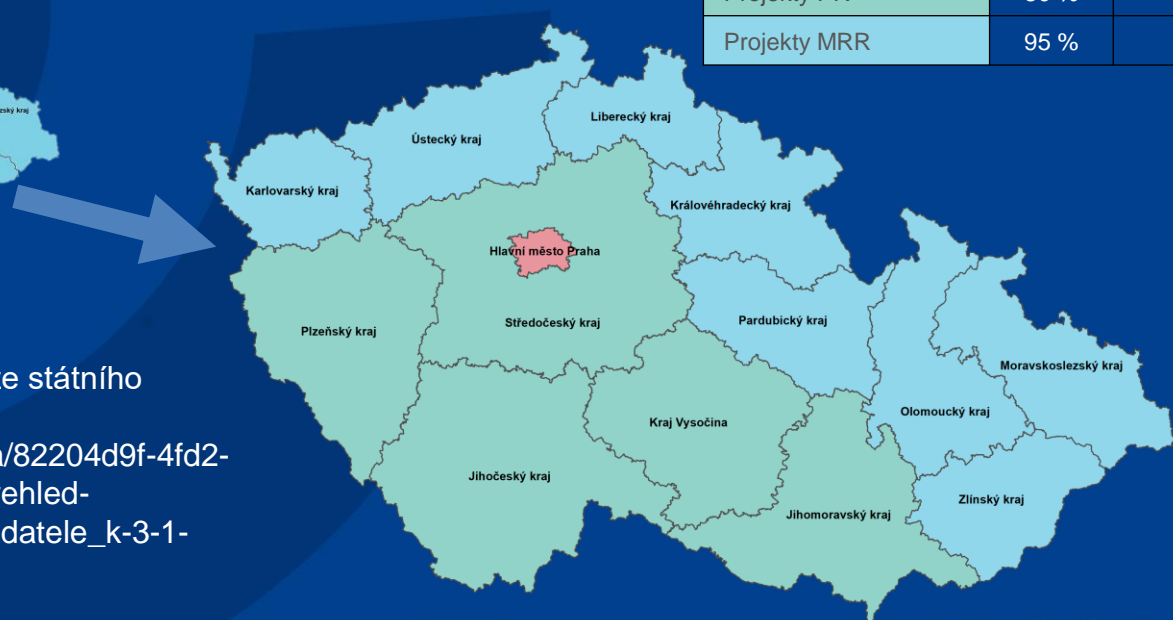 Projekty MRR 95 %
Liberecký kraj
Ústecký kraj
Karlovarský kraj
Královéhradecký kraj
Hlavní město Praha
Plzeňský kraj
Středočeský kraj
Pardubický kraj
Moravskoslezský kraj
Olomoucký kraj
Kraj Vysočina
Jihočeský kraj
Zlínský kraj
Jihomoravský kraj
státního
/82204d9f-4fd2-
ehled-
datele_k-3-1-